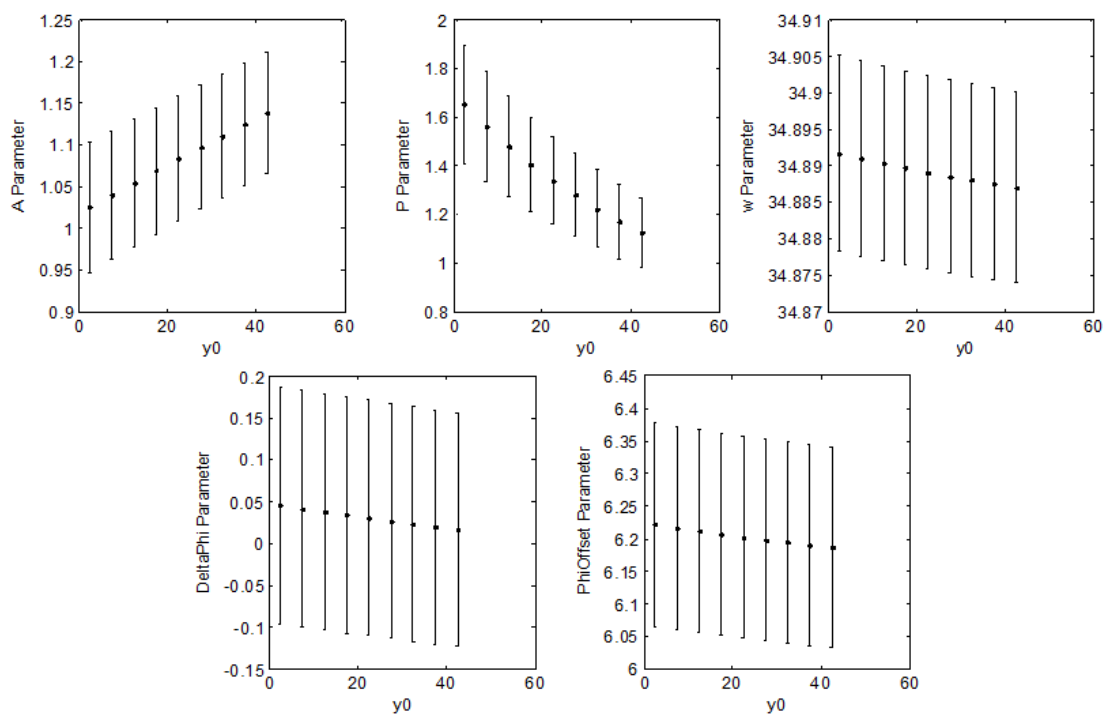 1.25
1.2
1.15
1.1
1.05
1
0.95
0.9
A Parameter
0 20 40 60
y0
2
1.8
1.6
1.4
1.2
1
0.8
P Parameter
0 20 40 60
y0
34.91
34.905
34.9
34.895
34.89
34.885
34.88
34.875
34.87
w Parameter
0 20 40 60
y0
0.2
0.15
0.1
0.05
0
-0.05
-0.1
-0.15
DeltaPhi Parameter
0 20 40 60
y0
6.45
6.4
6.35
6.3
6.25
6.2
6.15
6.1
6.05
6
PhiOffset Parameter
0 20 40 60
y0